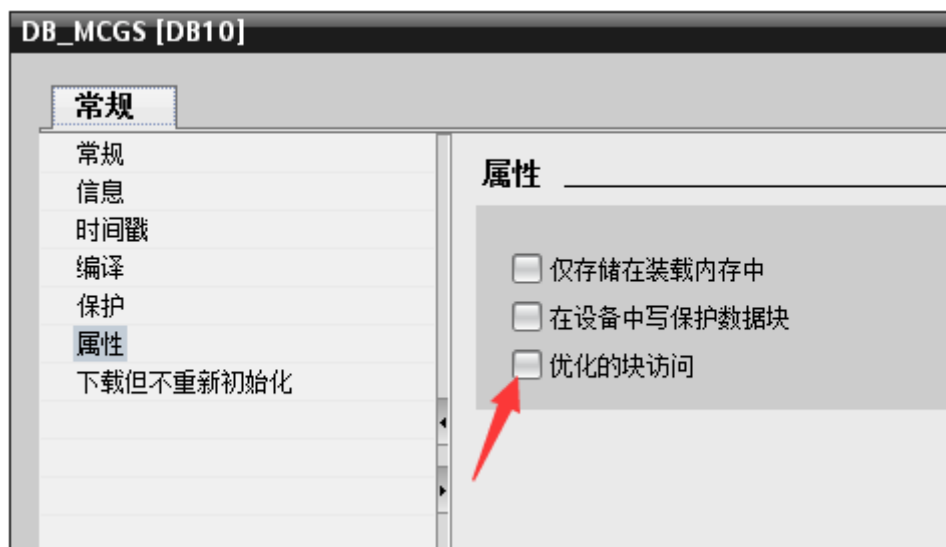 DB_MCGS [DB10]
常规
常规
信息
时间戳
编译
保护
属性
下载但不重新初始化
属性
仅存储在装载内存中
在设备中写保护数据块
优化的块访问